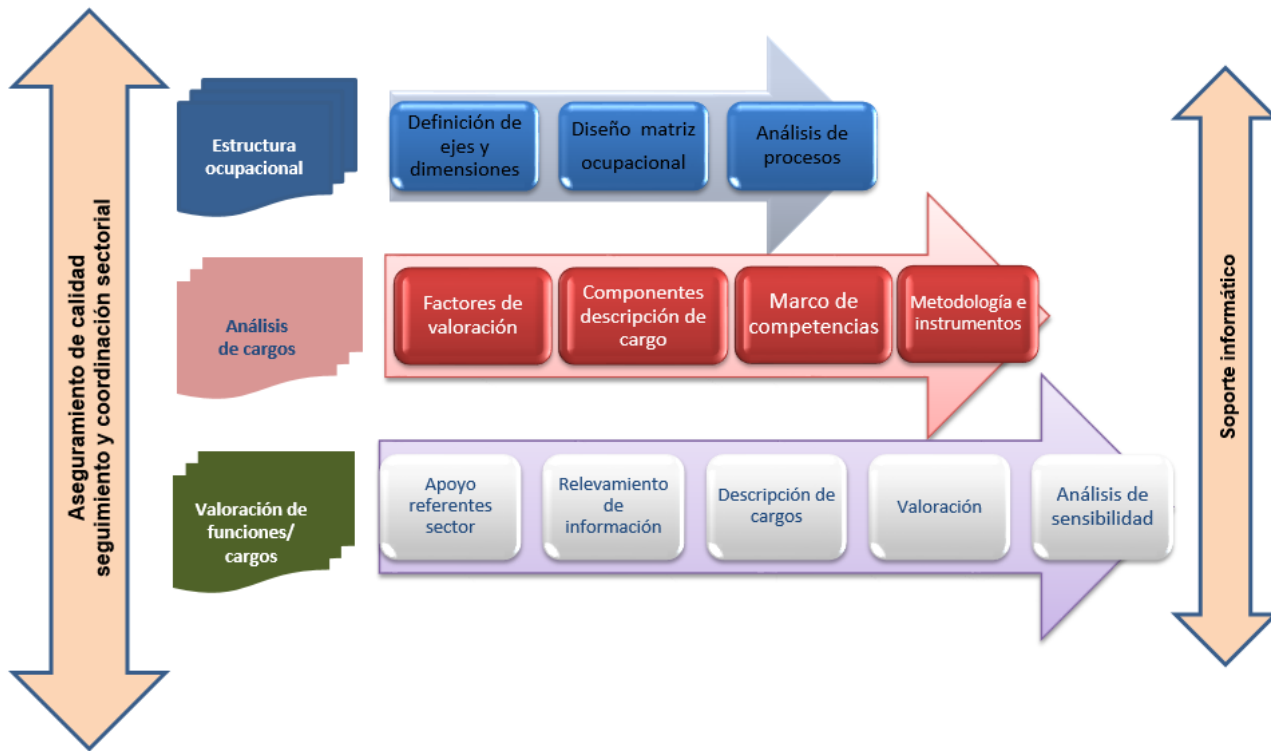 Aseguramiento de calidad
seguimiento y coordinación sectorial
Estructura
ocupacional
Definición de
ejes y
dimensiones
Diseño matriz
ocupacional
Análisis de
procesos
Análisis
de cargos
Factores de
valoración
Componentes
descripción de
cargo
Marco de
competencias
Metodología e
instrumentos
Valoración de
funciones/
cargos
Apoyo
referentes
sector
Relevamiento
de
información
Descripción de
cargos
Valoración
Análisis de
sensibilidad
Soporte informático